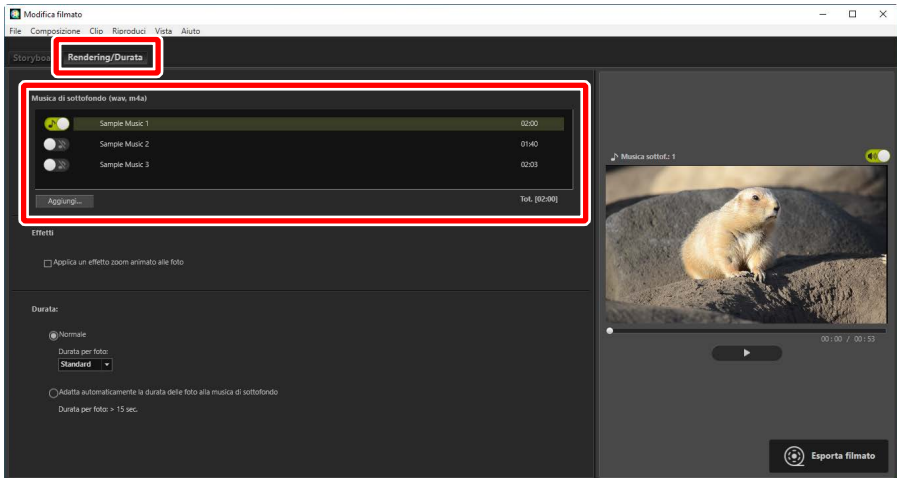 Modifica filmato
File Composizione Clip Riproduci Vista Aiuto
Storyboa Rendering/Durata
Musica di sottofondo (wav, m4a)
Sample Music 1 02:00
Sample Music 2 01:40
Sample Music 3 02:03
Aggiungi... Tot. [02:00]
Effetti
Applica un effetto zoom animato alle foto
Durata:
Normale
Durata per foto:
Standard
Adatta automaticamente la durata delle foto alla musica di sottofondo
Durata per foto: > 15 sec.
Musica sottof.: 1
00:00 / 00:53
Esporta filmato